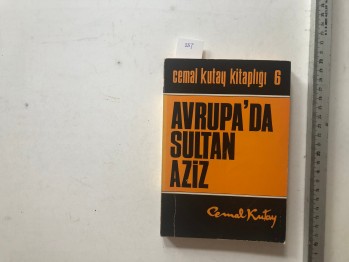 cemal kutay kitaplığı 6
AVRUPA'DA
SULTAN
AZİZ
Cemal Kutay